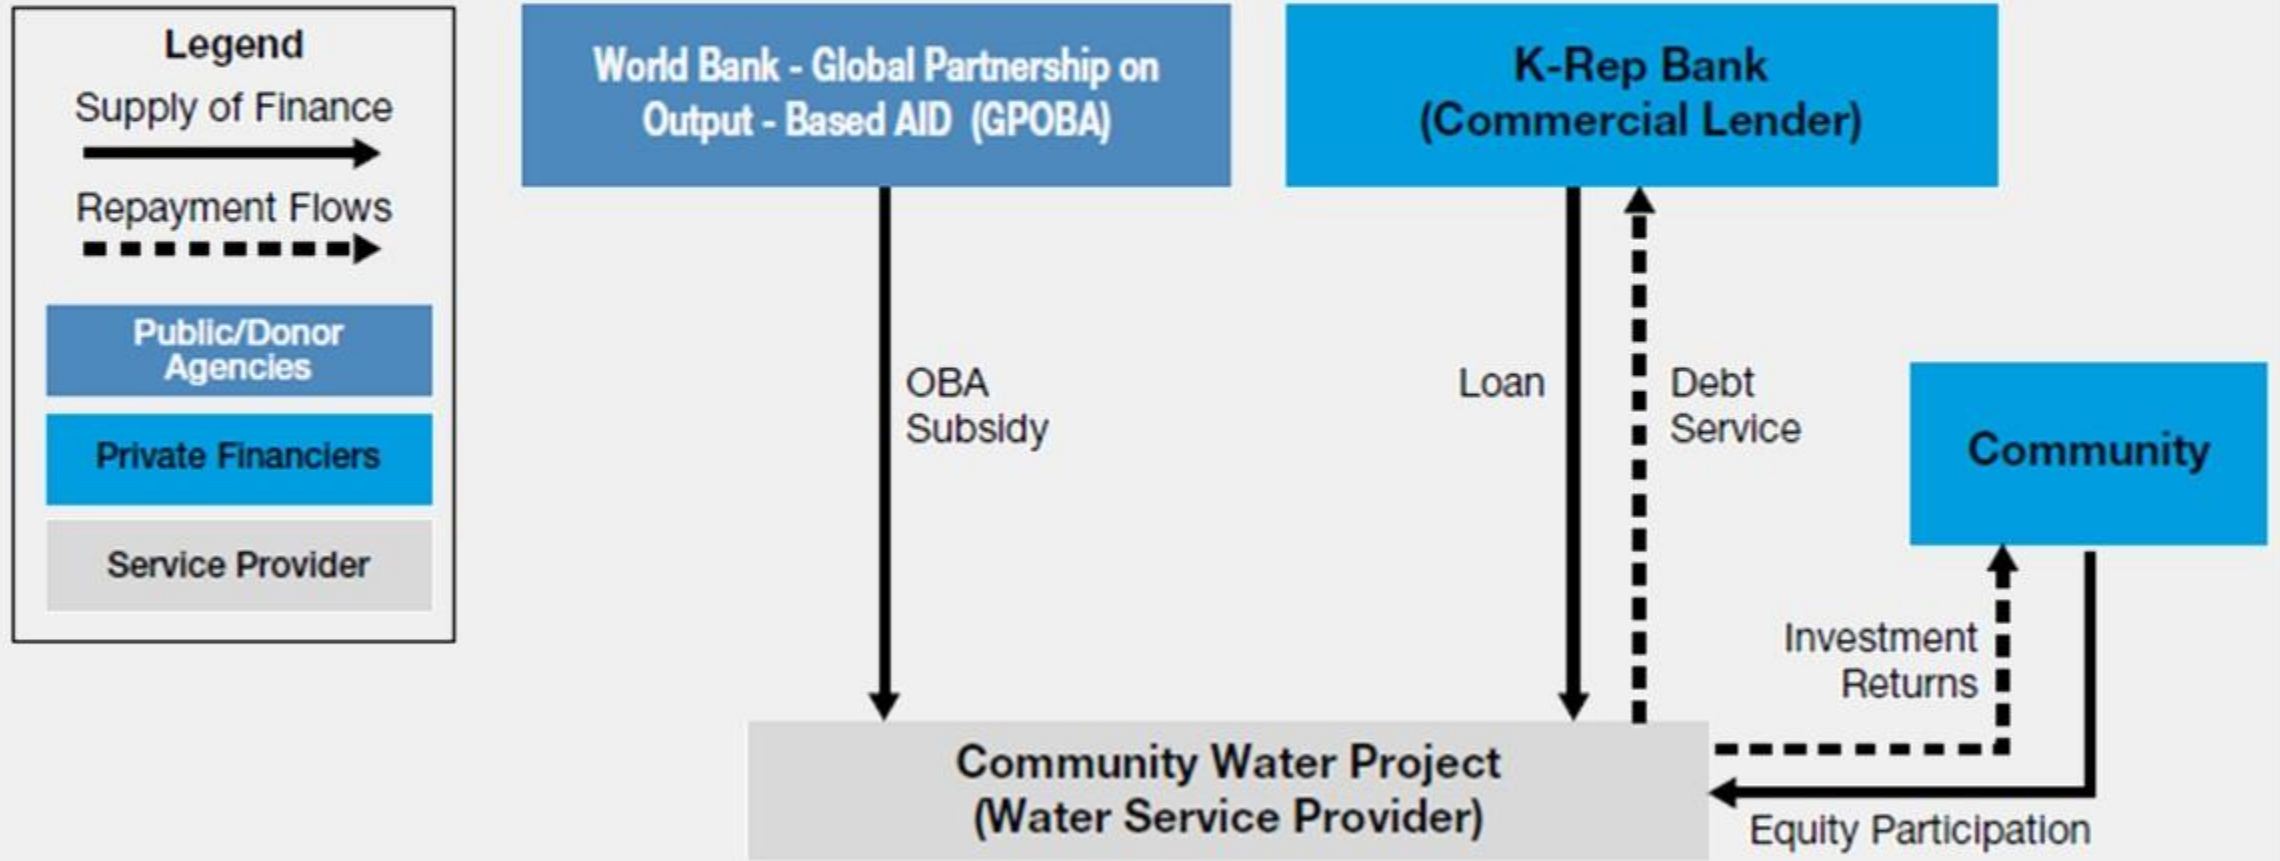 Legend
Supply of Finance
Repayment Flows
Public/Donor
Agencies
Private Financiers
Service Provider
World Bank - Global Partnership on
Output - Based AID (GPOBA)
K-Rep Bank
(Commercial Lender)
OBA
Subsidy
Loan
Debt
Service
Community
Investment
Returns
Community Water Project
(Water Service Provider)
Equity Participation